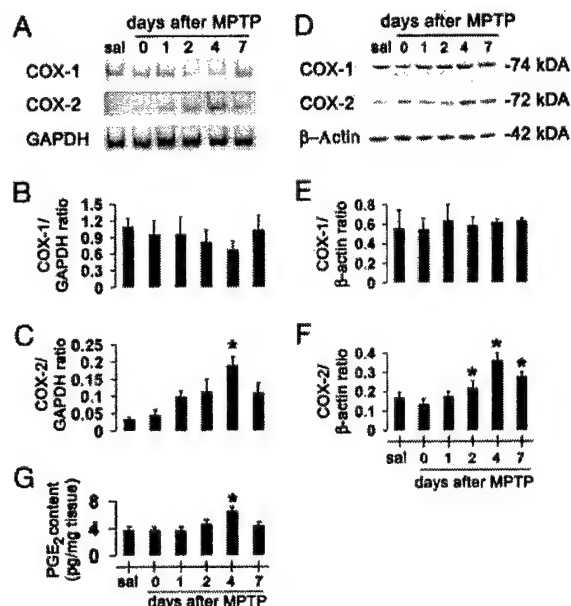 A
days after MPTP
sal 0 1 2 4 7
COX-1
COX-2
GAPDH
B
COX-1/
GAPDH ratio
1.5
1.2
0.9
0.6
0.3
0
C
COX-2/
GAPDH ratio
0.25
0.2
0.15
0.1
0.05
0
*
G
PGE2 content
(pg/mg tissue)
8
4
0
*
sal 0 1 2 4 7
days after MPTP
D
days after MPTP
sal 0 1 2 4 7
COX-1 -74 kDA
COX-2 -72 kDA
β-Actin -42 kDA
E
COX-1/
β-actin ratio
0.8
0.6
0.4
0.2
0
F
COX-2/
β-actin ratio
0.4
0.3
0.2
0.1
0
* * *
sal 0 1 2 4 7
days after MPTP